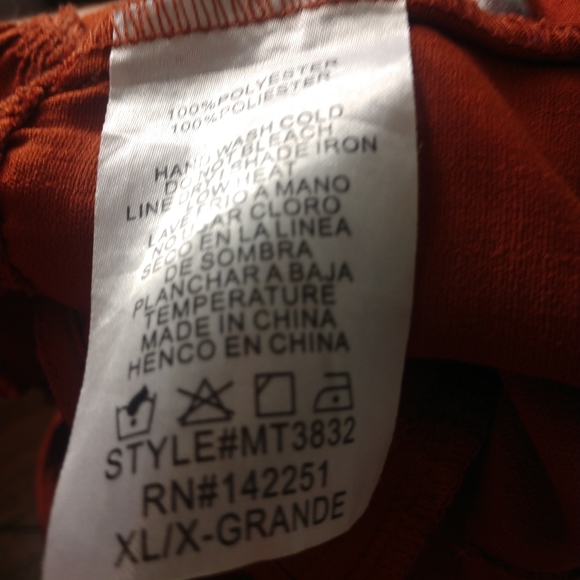 100%POLYESTER
100%POLIESTER
HAND WASH COLD
DO NOT BLEACH
LINE DRY SHADE IRON
LOW HEAT
LAVE FRIO A MANO
NO USAR CLORO
SECO EN LA LINEA
DE SOMBRA
PLANCHAR A BAJA
TEMPERATURE
MADE IN CHINA
HENCO EN CHINA
STYLE#MT3832
RN#142251
XL/X-GRANDE